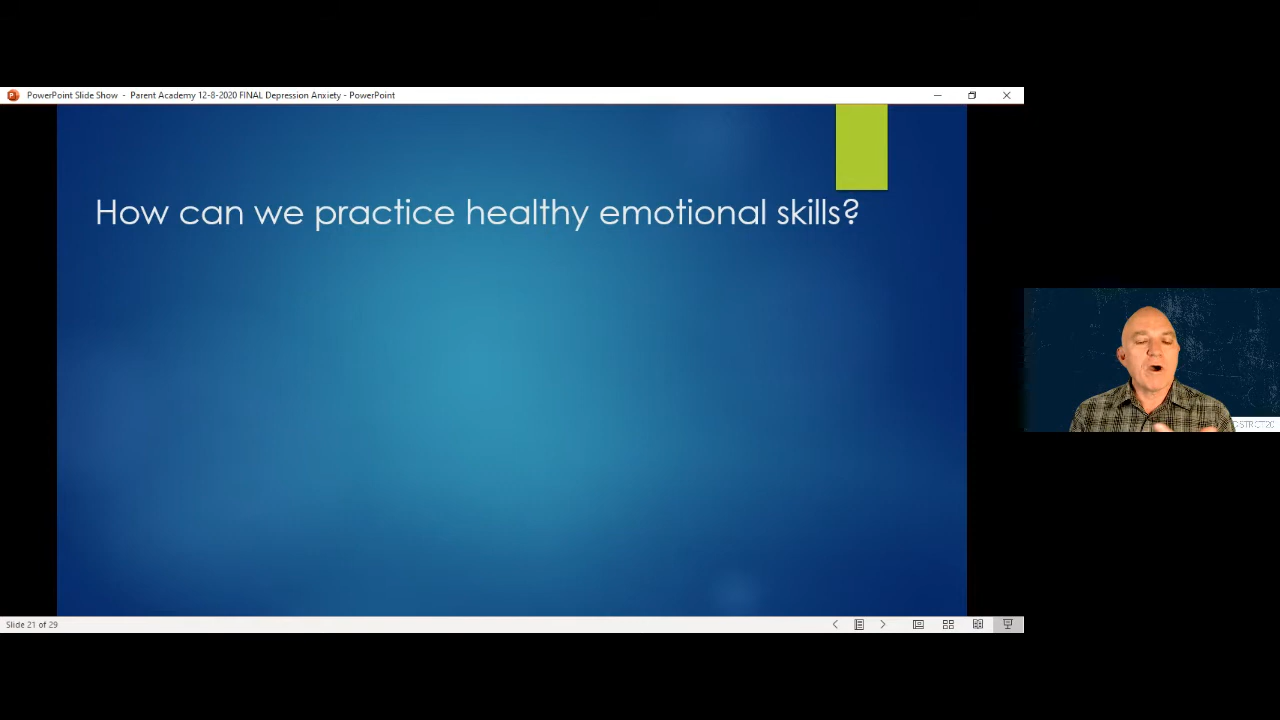 PowerPoint Slide Show - Parent Academy 12-8-2020 FINAL Depression Anxiety - PowerPoint
How can we practice healthy emotional skills?
Slide 21 of 29